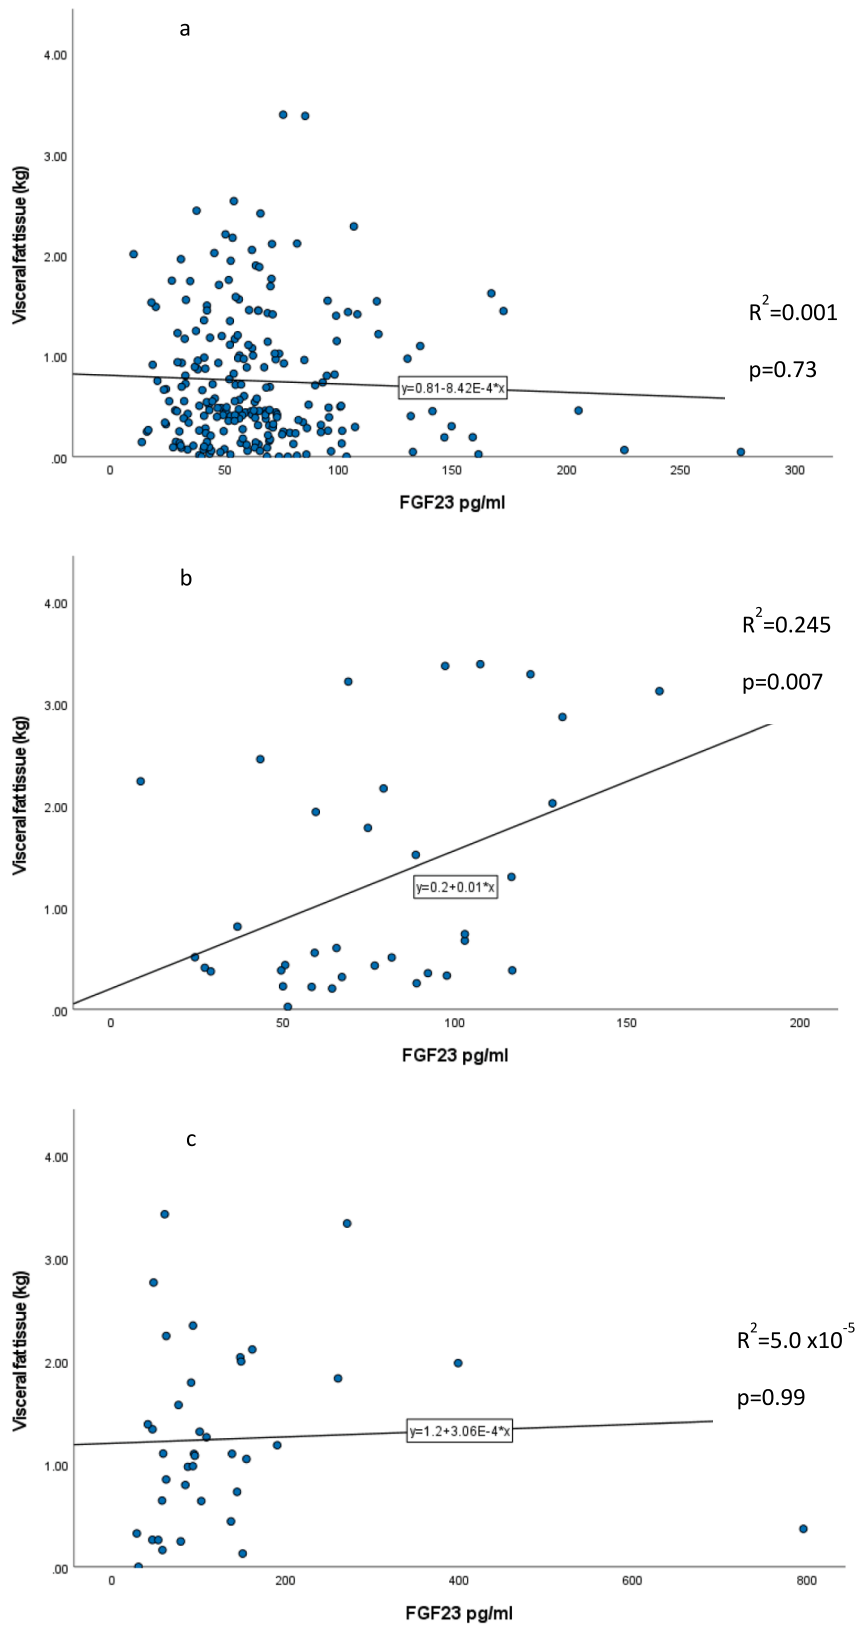 a
4.00
3.00
2.00
1.00
.00
Visceral fat tissue (kg)
R²=0.001
p=0.73
y=0.81-8.42E-4*x
0 50 100 150 200 250 300
FGF23 pg/ml
b
4.00
3.00
2.00
1.00
.00
Visceral fat tissue (kg)
R²=0.245
p=0.007
y=0.2+0.01*x
0 50 100 150 200
FGF23 pg/ml
c
4.00
3.00
2.00
1.00
.00
Visceral fat tissue (kg)
R²=5.0 x10⁻⁵
p=0.99
y=1.2+3.06E-4*x
0 200 400 600 800
FGF23 pg/ml